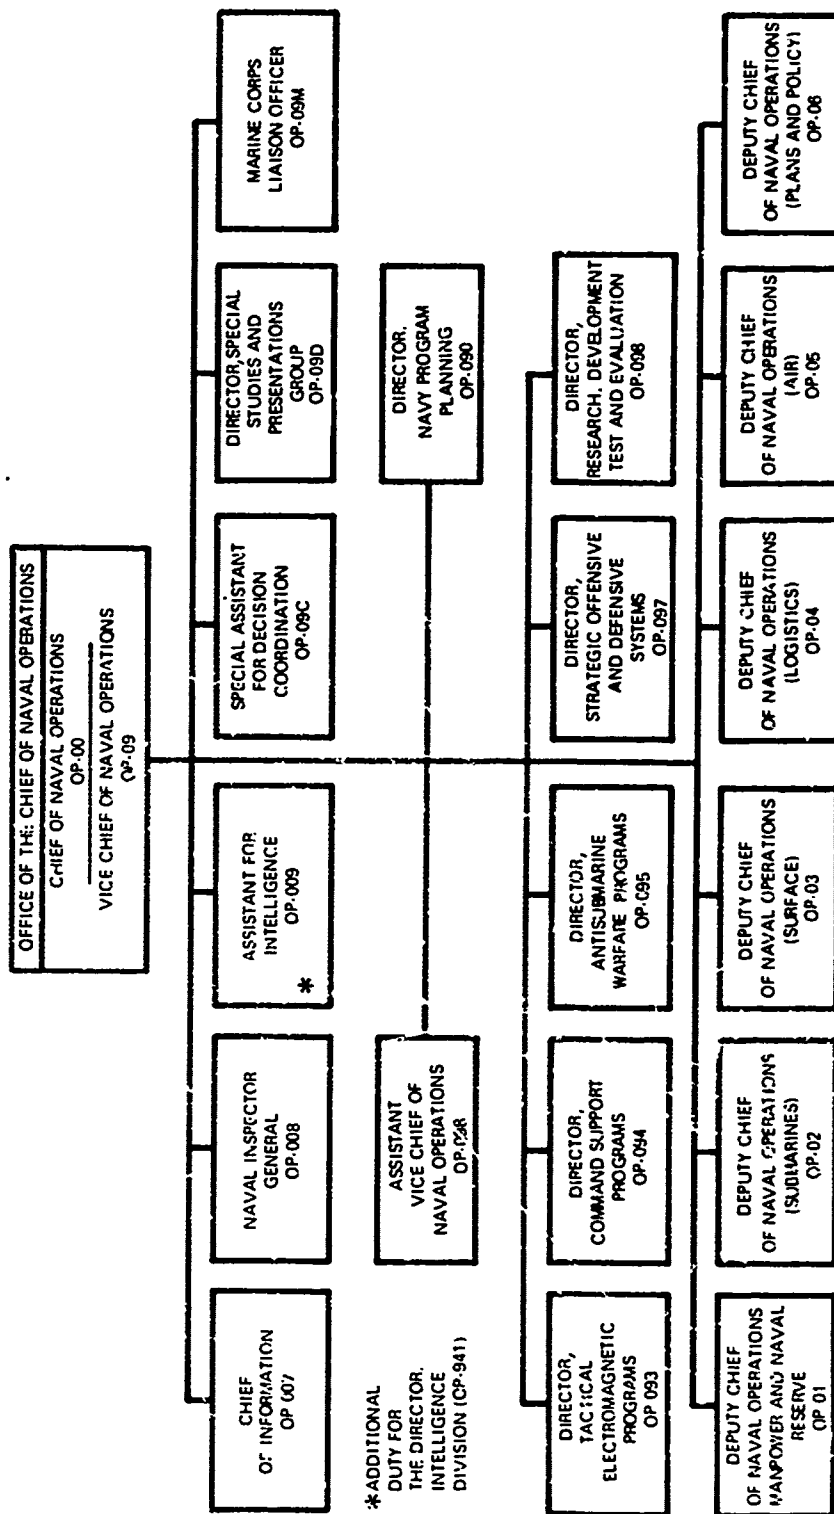 OFFICE OF THE CHIEF OF NAVAL OPERATIONS
CHIEF OF NAVAL OPERATIONS
OP-00
VICE CHIEF OF NAVAL OPERATIONS
OP-09
CHIEF
OF INFORMATION
OP 007
NAVAL INSPECTOR
GENERAL
OP-008
ASSISTANT FOR
INTELLIGENCE
OP-009
*
SPECIAL ASSISTANT
FOR DECISION
COORDINATION
OP-09C
DIRECTOR, SPECIAL
STUDIES AND
PRESENTATIONS
GROUP
OP-09D
MARINE CORPS
LIAISON OFFICER
OP-09M
*ADDITIONAL
DUTY FOR
THE DIRECTOR,
INTELLIGENCE
DIVISION (OP-941)
ASSISTANT
VICE CHIEF OF
NAVAL OPERATIONS
DIRECTOR,
NAVY PROGRAM
PLANNING
OP-090
DIRECTOR,
TACTICAL
ELECTROMAGNETIC
PROGRAMS
OP 093
DIRECTOR,
COMMAND SUPPORT
PROGRAMS
OP-094
DIRECTOR,
ANTISUBMARINE
WARFARE PROGRAMS
OP-095
DIRECTOR,
STRATEGIC OFFENSIVE
AND DEFENSIVE
SYSTEMS
OP-097
DIRECTOR,
RESEARCH, DEVELOPMENT
TEST AND EVALUATION
OP-098
DEPUTY CHIEF
OF NAVAL OPERATIONS
MANPOWER AND NAVAL
RESERVE
OP 01
DEPUTY CHIEF
OF NAVAL OPERATIONS
(SUBMARINES)
OP-02
DEPUTY CHIEF
OF NAVAL OPERATIONS
(SURFACE)
OP-03
DEPUTY CHIEF
OF NAVAL OPERATIONS
(LOGISTICS)
OP-04
DEPUTY CHIEF
OF NAVAL OPERATIONS
(AIR)
OP-05
DEPUTY CHIEF
OF NAVAL OPERATIONS
(PLANS AND POLICY)
OP-06